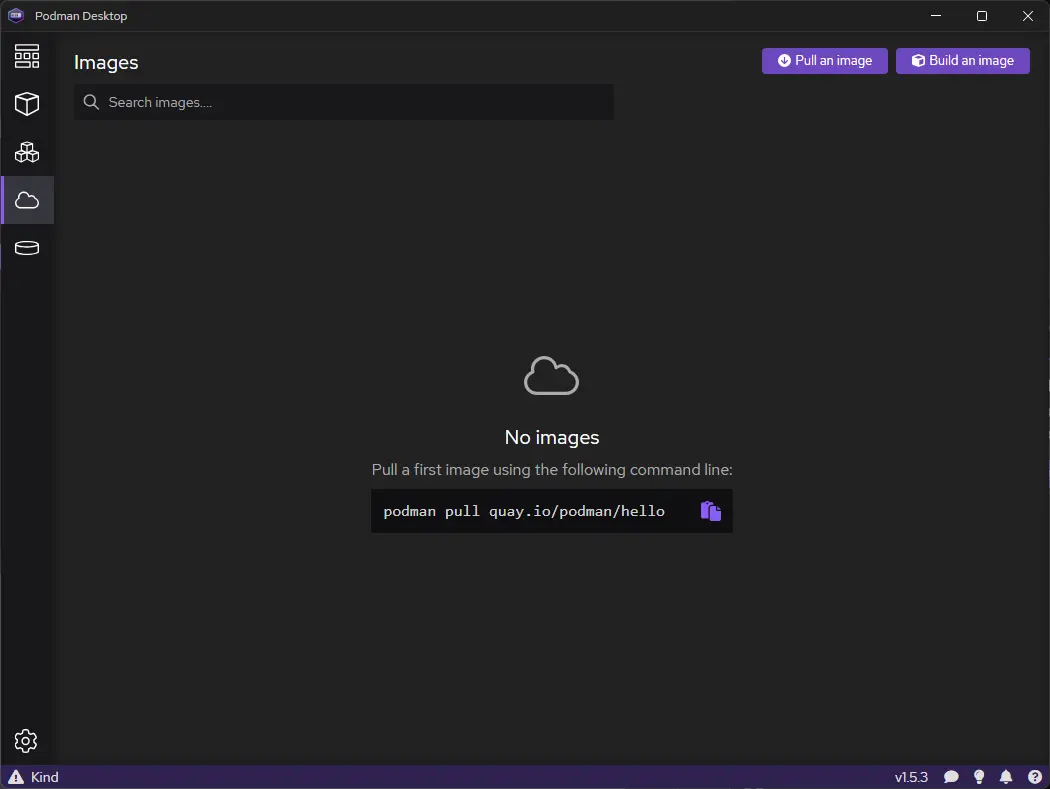 Podman Desktop
Images
Pull an image
Build an image
Search images....
No images
Pull a first image using the following command line:
podman pull quay.io/podman/hello
Kind
v1.5.3